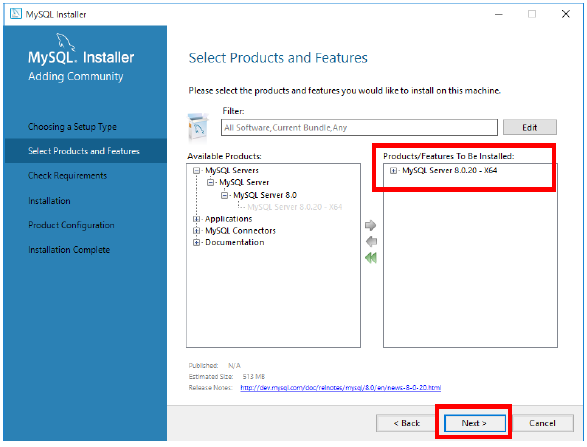 MySQL Installer
MySQL. Installer
Adding Community
Choosing a Setup Type
Select Products and Features
Check Requirements
Installation
Product Configuration
Installation Complete
Select Products and Features
Please select the products and features you would like to install on this machine.
Filter:
All Software,Current Bundle,Any
Edit
Available Products:
MySQL Servers
MySQL Server
MySQL Server 8.0
MySQL Server 8.0.20 - X64
Applications
MySQL Connectors
Documentation
Products/Features To Be Installed:
MySQL Server 8.0.20 - X64
Published: N/A
Estimated Size: 513 MB
Release Notes: http://dev.mysql.com/doc/relnotes/mysql/8.0/en/news-8-0-20.html
< Back
Next >
Cancel